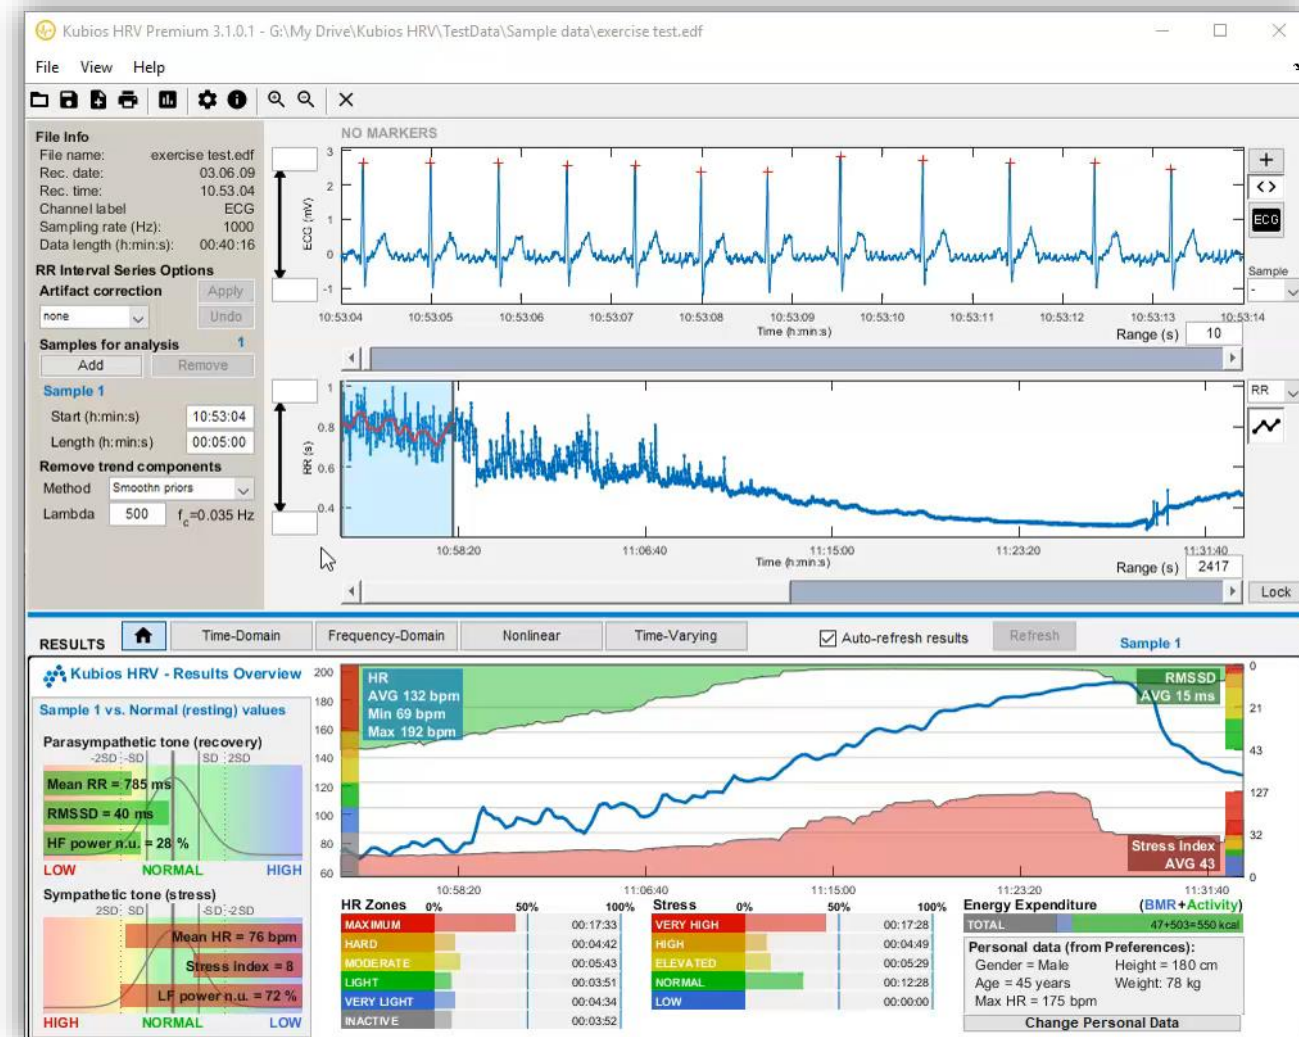 Kubios HRV Premium 3.1.0.1 - G:\My Drive\Kubios HRV\TestData\Sample data\exercise test.edf
File View Help
File Info
File name: exercise test.edf
Rec. date: 03.06.09
Rec. time: 10.53.04
Channel label ECG
Sampling rate (Hz): 1000
Data length (h:min:s): 00:40:16
RR Interval Series Options
Artifact correction Apply
none Undo
Samples for analysis 1
Add Remove
Sample 1
Start (h:min:s) 10:53:04
Length (h:min:s) 00:05:00
Remove trend components
Method Smoothn priors
Lambda 500 fc=0.035 Hz
NO MARKERS
3
2
1
0
-1
ECG (mV)
10:53:04 10:53:05 10:53:06 10:53:07 10:53:08 10:53:09 10:53:10 10:53:11 10:53:12 10:53:13 10:53:14
Time (h:min:s)
Range (s) 10
ECG
Sample
-
1
0.8
0.6
0.4
RR (s)
RR
10:58:20 11:06:40 11:15:00 11:23:20 11:31:40
Time (h:min:s)
Range (s) 2417
Lock
RESULTS Time-Domain Frequency-Domain Nonlinear Time-Varying Auto-refresh results Refresh Sample 1
Kubios HRV - Results Overview
Sample 1 vs. Normal (resting) values
Parasympathetic tone (recovery)
-2SD -SD SD 2SD
Mean RR = 785 ms
RMSSD = 40 ms
HF power n.u. = 28 %
LOW NORMAL HIGH
Sympathetic tone (stress)
2SD SD -SD -2SD
Mean HR = 76 bpm
Stress index = 8
LF power n.u. = 72 %
HIGH NORMAL LOW
200
180
160
140
120
100
80
60
HR
AVG 132 bpm
Min 69 bpm
Max 192 bpm
RMSSD
AVG 15 ms
0
21
43
127
32
0
Stress Index
AVG 43
10:58:20 11:06:40 11:15:00 11:23:20 11:31:40
HR Zones 0% 50% 100%
MAXIMUM 00:17:33
HARD 00:04:42
MODERATE 00:05:43
LIGHT 00:03:51
VERY LIGHT 00:04:34
INACTIVE 00:03:52
Stress 0% 50% 100%
VERY HIGH 00:17:28
HIGH 00:04:49
ELEVATED 00:05:29
NORMAL 00:12:28
LOW 00:00:00
Energy Expenditure (BMR+Activity)
TOTAL 47+503=550 kcal
Personal data (from Preferences):
Gender = Male Height = 180 cm
Age = 45 years Weight: 78 kg
Max HR = 175 bpm
Change Personal Data